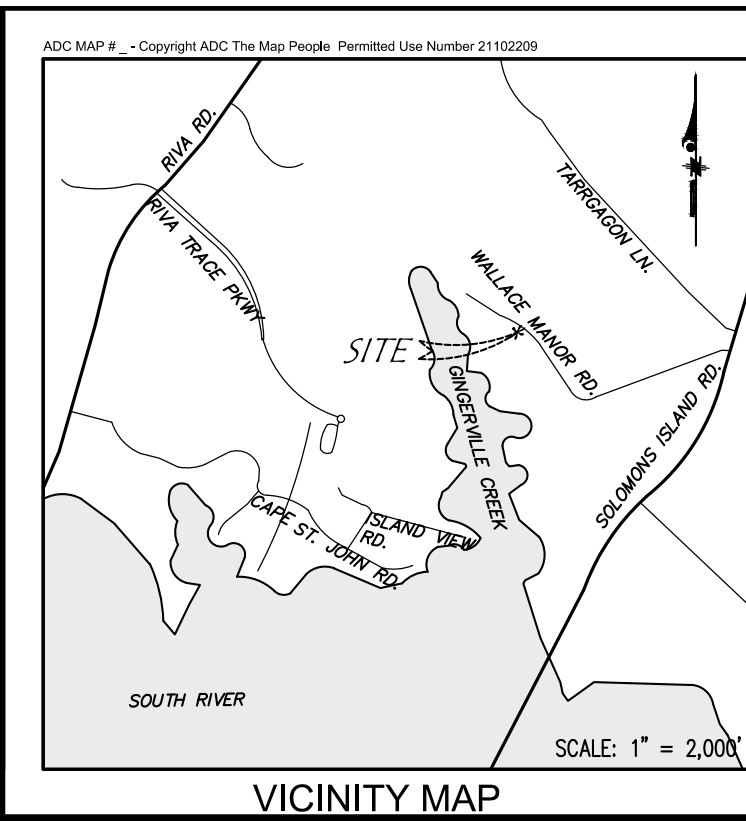 ADC MAP # _ - Copyright ADC The Map People Permitted Use Number 21102209
RIVA RD.
RIVA TRACE PKWY
TARRGAGON LN.
WALLACE MANOR RD.
SITE
GINGERVILLE CREEK
SOLOMONS ISLAND RD.
CAPE ST. JOHN RD.
ISLAND VIEW
RD.
SOUTH RIVER
SCALE: 1" = 2,000'
VICINITY MAP